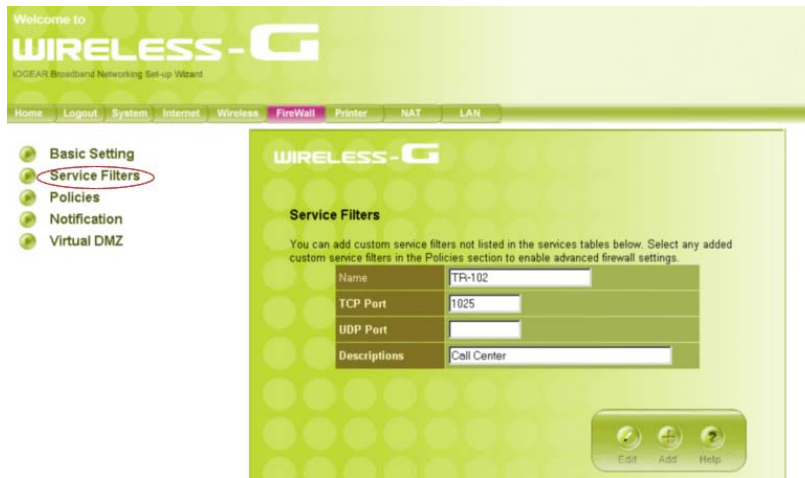 Welcome to
WIRELESS-G
IOGEAR Broadband Networking Set-up Wizard
Home Logout System Internet Wireless FireWall Printer NAT LAN
Basic Setting
Service Filters
Policies
Notification
Virtual DMZ
WIRELESS-G
Service Filters
You can add custom service filters not listed in the services tables below. Select any added
custom service filters in the Policies section to enable advanced firewall settings.
Name TR-102
TCP Port 1025
UDP Port
Descriptions Call Center
Edit Add Help